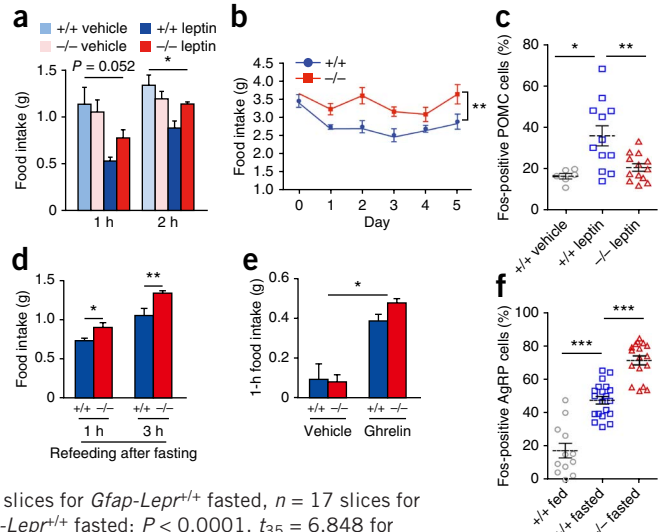 a
+/+ vehicle
+/+ leptin
–/– vehicle
–/– leptin
P = 0.052
*
Food intake (g)
1.5
1.0
0.5
0
1 h
2 h
b
+/+
–/–
**
Food intake (g)
4.5
4.0
3.5
3.0
2.5
2.0
1.5
1.0
0 1 2 3 4 5
Day
c
Fos-positive POMC cells (%)
80
60
40
20
0
*
**
+/+ vehicle
+/+ leptin
–/– leptin
d
Food intake (g)
1.5
1.0
0.5
0
*
**
+/+ –/– +/+ –/–
1 h 3 h
Refeeding after fasting
e
1-h food intake (g)
0.6
0.4
0.2
0
*
+/+ –/– +/+ –/–
Vehicle Ghrelin
f
Fos-positive AgRP cells (%)
100
80
60
40
20
0
***
***
+/+ fed
+/+ fasted
–/– fasted
slices for Gfap-Lepr+/+ fasted, n = 17 slices for
-Lepr+/+ fasted; P < 0.0001, t35 = 6.848 for